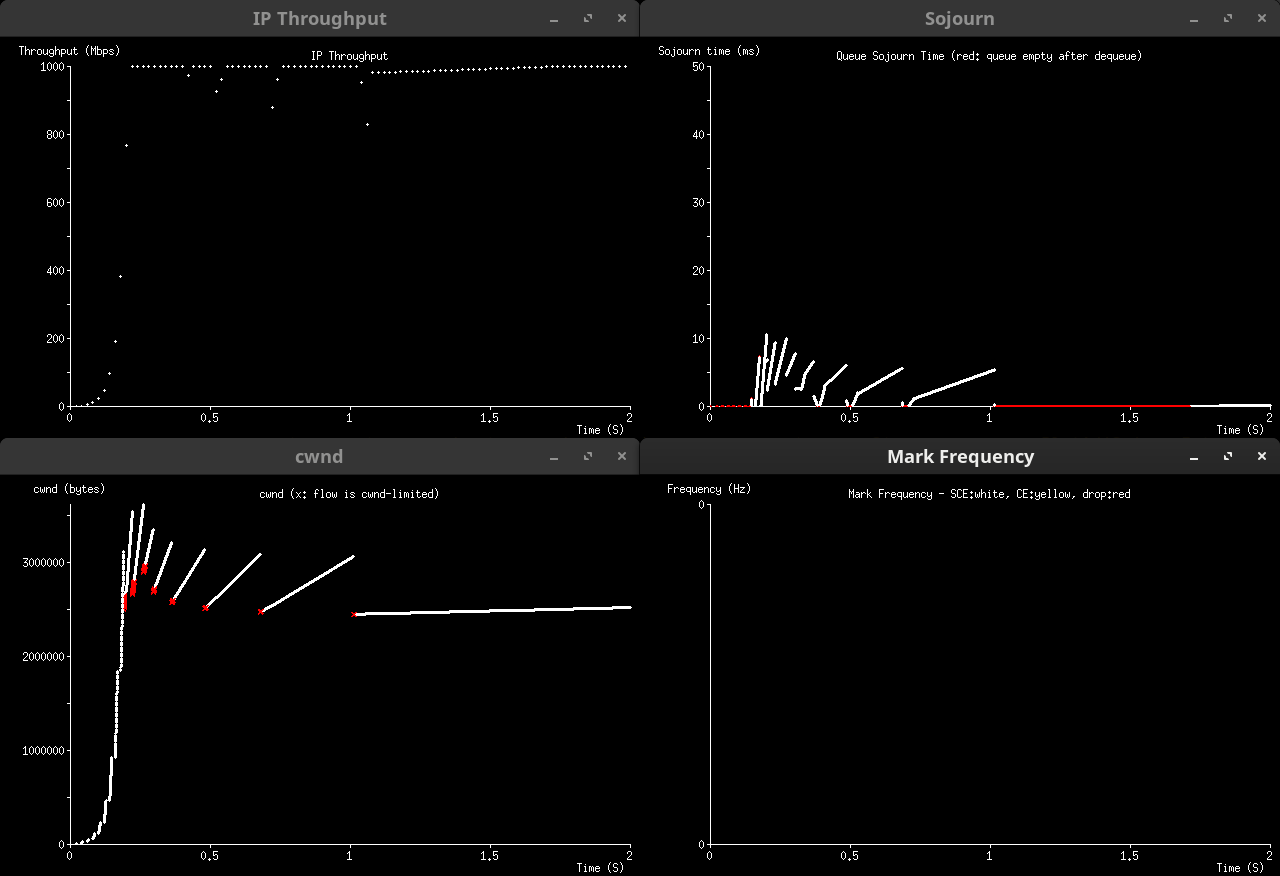 IP Throughput
Throughput (Mbps)
IP Throughput
1000
800
600
400
200
0
0
0.5
1
1.5
2
Time (S)
Sojourn
Sojourn time (ms)
Queue Sojourn Time (red: queue empty after dequeue)
50
40
30
20
10
0
0
0.5
1
1.5
2
Time (S)
cwnd
cwnd (bytes)
cwnd (x: flow is cwnd-limited)
3000000
2000000
1000000
0
0
0.5
1
1.5
2
Time (S)
Mark Frequency
Frequency (Hz)
Mark Frequency - SCE:white, CE:yellow, drop:red
0
0
0.5
1
1.5
2
Time (S)